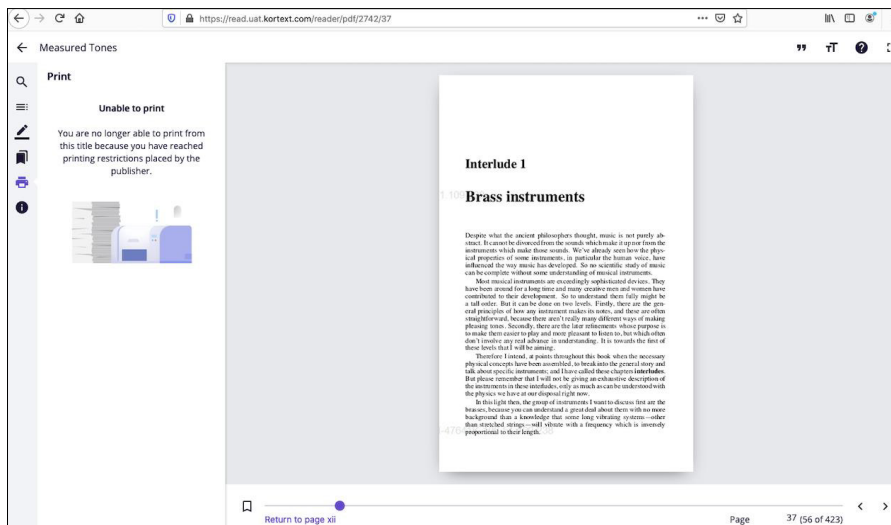 https://read.uat.kortext.com/reader/pdf/2742/37
Measured Tones
Print
Unable to print
You are no longer able to print from
this title because you have reached
printing restrictions placed by the
publisher.
Interlude 1
Brass instruments
Despite what the ancient philosophers thought, music is not purely ab-
stract. It cannot be divorced from the sounds which make it up nor from the
instruments which make those sounds. We've already seen how the phys-
ical properties of some instruments, in particular the human voice, have
influenced the way music has developed. So no scientific study of music
can be complete without some understanding of musical instruments.
Most musical instruments are exceedingly sophisticated devices. They
have been around for a long time and many creative men and women have
contributed to their development. So to understand them fully might be
a tall order. But it can be done on two levels. Firstly, there are the gen-
eral principles of how any instrument makes its notes, and these are often
straightforward, because there aren't really many different ways of making
pleasing tones. Secondly, there are the later refinements whose purpose is
to make them easier to play and more pleasant to listen to, but which often
don't involve any real advance in understanding. It is towards the first of
these levels that I will be aiming.
Therefore I intend, at points throughout this book when the necessary
physical concepts have been assembled, to break into the general story and
talk about specific instruments; and I have called these chapters interludes.
But please remember that I will not be giving an exhaustive description of
the instruments in these interludes, only as much as can be understood with
the physics we have at our disposal right now.
In this light then, the group of instruments I want to discuss first are the
brasses, because you can understand a great deal about them with no more
background than a knowledge that some long vibrating systems—other
than stretched strings—will vibrate with a frequency which is inversely
proportional to their length.
Return to page xii
Page 37 (56 of 423)